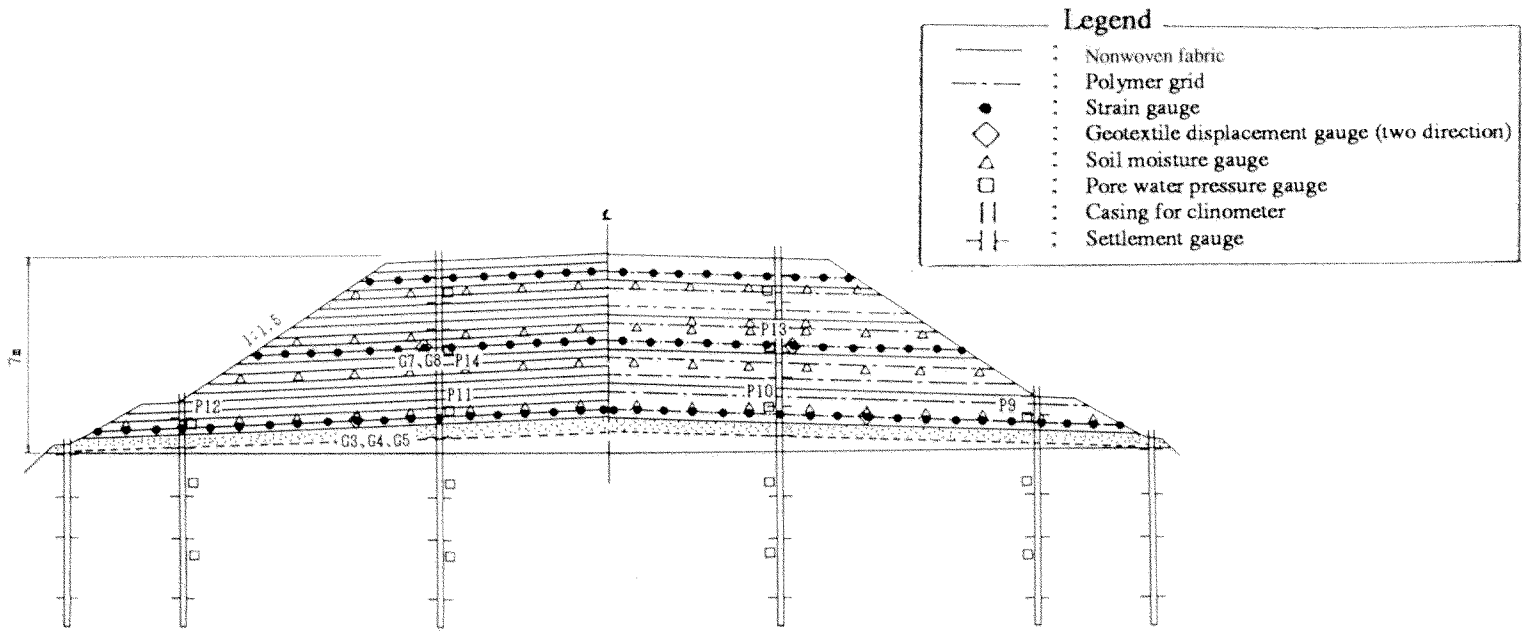 Legend
: Nonwoven fabric
: Polymer grid
: Strain gauge
: Geotextile displacement gauge (two direction)
: Soil moisture gauge
: Pore water pressure gauge
: Casing for clinometer
: Settlement gauge
℄
1:1.5
7m
P13
G7、G8 P14
P12
P11
P10
P9
G3、G4、G5